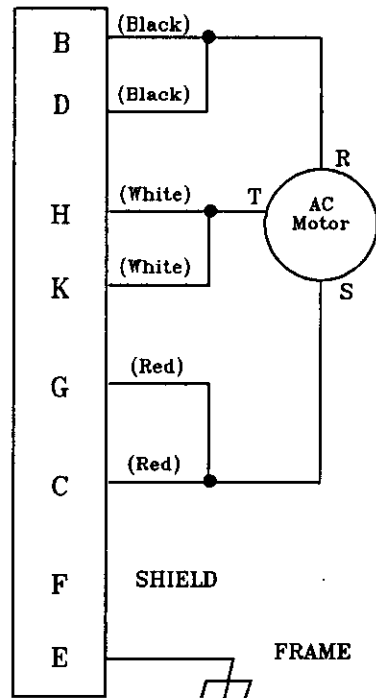 B (Black)
D (Black)
R
H (White) T AC
Motor
K (White)
S
G (Red)
C (Red)
F SHIELD
E FRAME